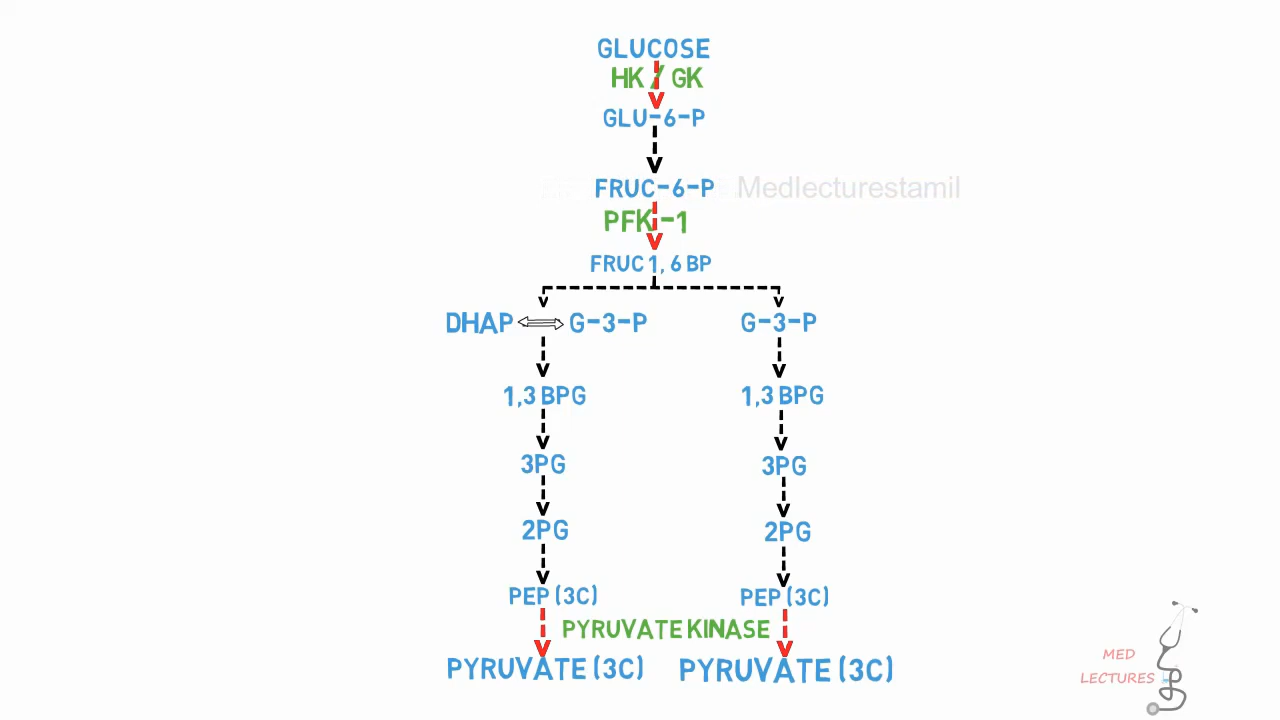 GLUCOSE
HK / GK
GLU-6-P
FRUC-6-P
Medlecturestamil
PFK-1
FRUC 1, 6 BP
DHAP G-3-P G-3-P
1,3 BPG 1,3 BPG
3PG 3PG
2PG 2PG
PEP (3C) PEP (3C)
PYRUVATE KINASE
PYRUVATE (3C) PYRUVATE (3C)
MED
LECTURES